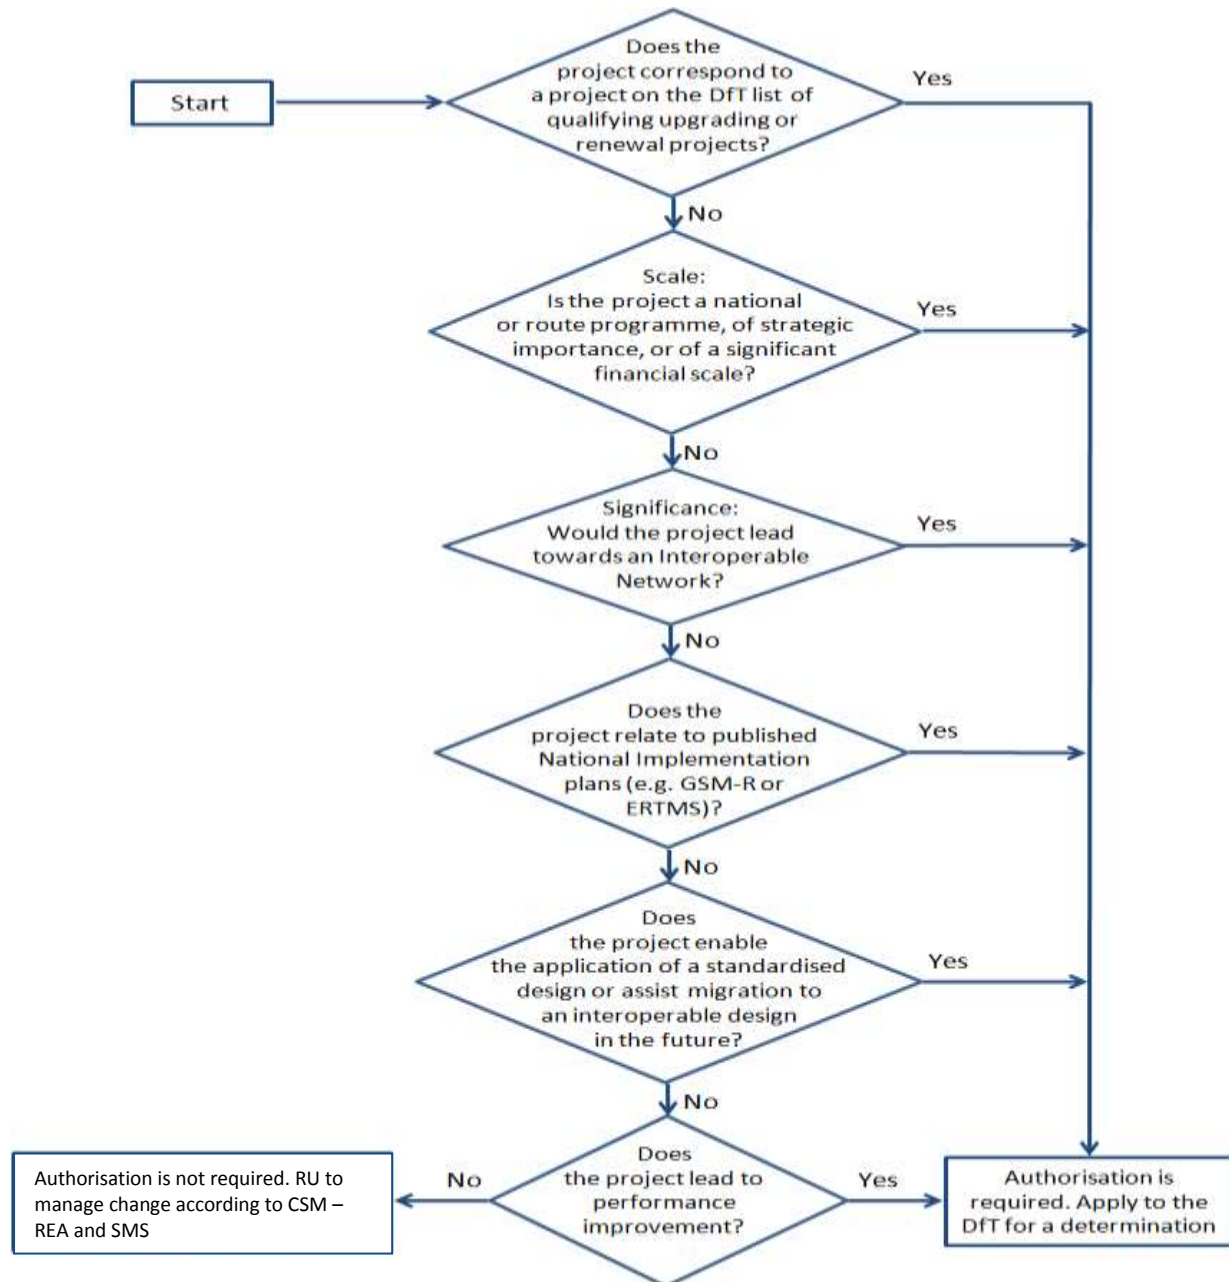 Does the
project correspond to
a project on the DfT list of
qualifying upgrading or
renewal projects?
Yes
Start
No
Scale:
Is the project a national
or route programme, of strategic
importance, or of a significant
financial scale?
Yes
No
Significance:
Would the project lead
towards an Interoperable
Network?
Yes
No
Does the
project relate to published
National Implementation
plans (e.g. GSM-R or
ERTMS)?
Yes
No
Does
the project enable
the application of a standardised
design or assist migration to
an interoperable design
in the future?
Yes
No
Does
the project lead to
performance
improvement?
No
Yes
Authorisation is not required. RU to
manage change according to CSM –
REA and SMS
Authorisation is
required. Apply to the
DfT for a determination